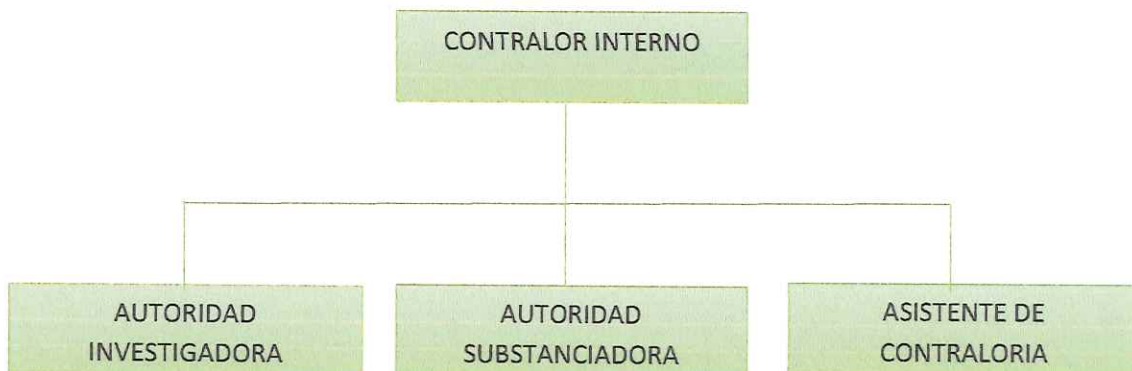 CONTRALOR INTERNO
AUTORIDAD
INVESTIGADORA
AUTORIDAD
SUBSTANCIADORA
ASISTENTE DE
CONTRALORIA